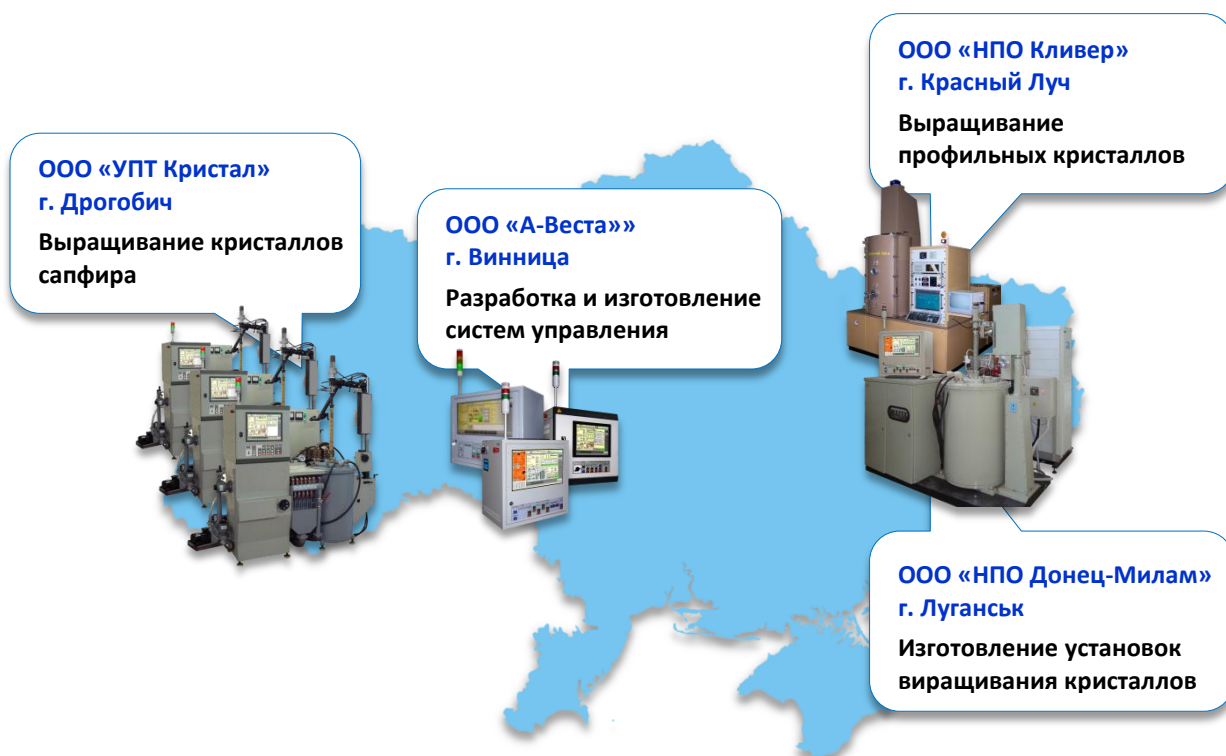 ООО «УПТ Кристал»
г. Дрогобич
Выращивание кристаллов
сапфира
ООО «А-Веста»»
г. Винница
Разработка и изготовление
систем управления
ООО «НПО Кливер»
г. Красный Луч
Выращивание
профильных кристаллов
ООО «НПО Донец-Милам»
г. Луганськ
Изготовление установок
виращивания кристаллов